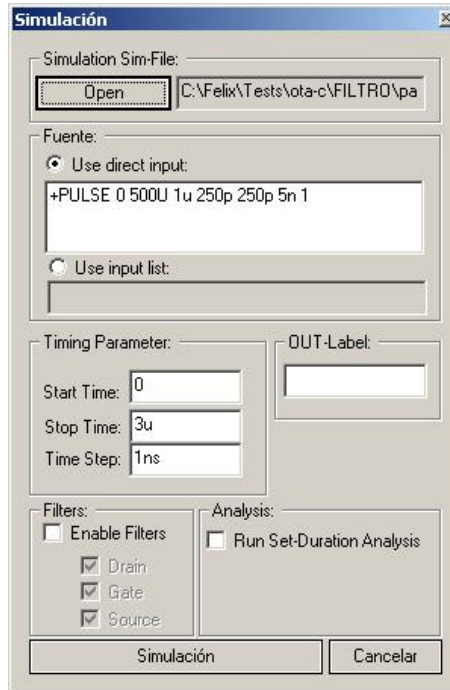 Simulación
Simulation Sim-File:
Open C:\Felix\Tests\ota-c\FILTRO\pa
Fuente:
Use direct input:
+PULSE 0 500U 1u 250p 250p 5n 1
Use input list:
Timing Parameter:
Start Time: 0
Stop Time: 3u
Time Step: 1ns
OUT-Label:
Filters:
Enable Filters
Drain
Gate
Source
Analysis:
Run Set-Duration Analysis
Simulación Cancelar